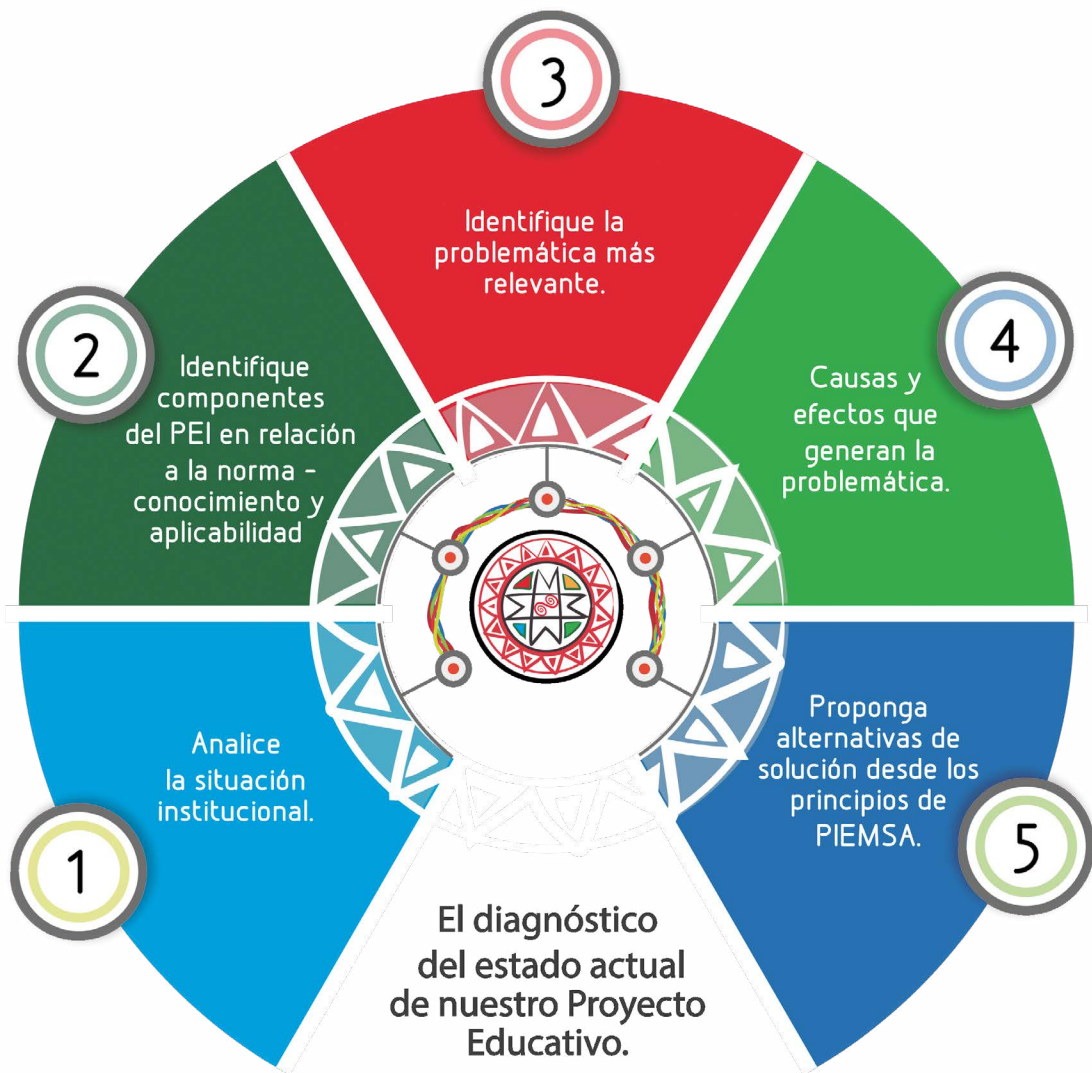 1
Analice
la situación
institucional.
2
Identifique
componentes
del PEI en relación
a la norma -
conocimiento y
aplicabilidad
3
Identifique la
problemática más
relevante.
4
Causas y
efectos que
generan la
problemática.
5
Proponga
alternativas de
solución desde los
principios de
PIEMSA.
El diagnóstico
del estado actual
de nuestro Proyecto
Educativo.